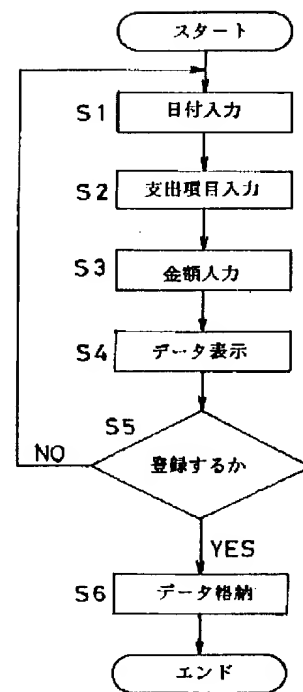 スタート
S1 日付入力
S2 支出項目入力
S3 金額入力
S4 データ表示
S5
登録するか
NO
YES
S6 データ格納
エンド